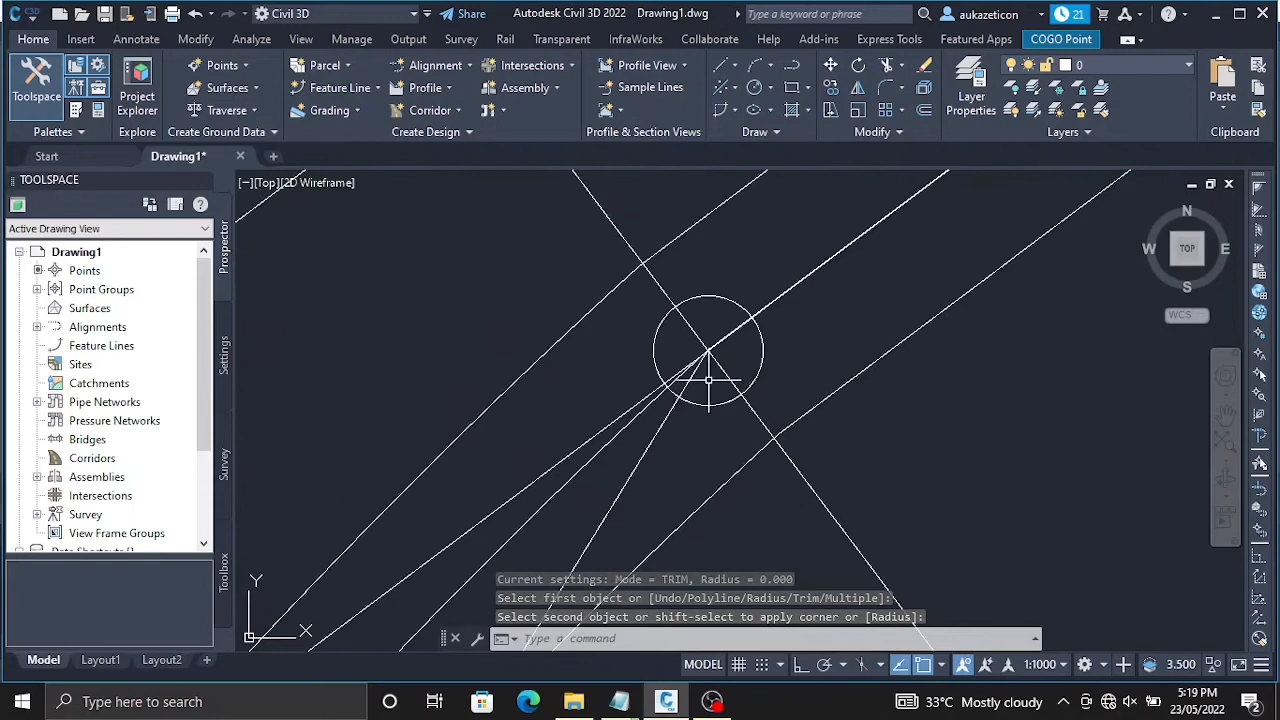 Civil 3D
Share
Autodesk Civil 3D 2022 Drawing1.dwg
Type a keyword or phrase
aukazeticon
21
C 3D
Home Insert Annotate Modify Analyze View Manage Output Survey Rail Transparent InfraWorks Collaborate Help Add-ins Express Tools Featured Apps COGO Point
Toolspace
Palettes
Project Explorer
Explore
Points
Surfaces
Traverse
Create Ground Data
Parcel
Feature Line
Grading
Alignment
Profile
Corridor
Intersections
Assembly
Create Design
Profile View
Sample Lines
Profile & Section Views
Draw
Modify
Layer Properties
0
Layers
Paste
Clipboard
Start
Drawing1*
TOOLSPACE
Active Drawing View
Drawing1
Points
Point Groups
Surfaces
Alignments
Feature Lines
Sites
Catchments
Pipe Networks
Pressure Networks
Bridges
Corridors
Assemblies
Intersections
Survey
View Frame Groups
Prospector
Settings
Survey
Toolbox
[−][Top][2D Wireframe]
N
W
TOP
E
S
WCS
Y
X
Current settings: Mode = TRIM, Radius = 0.000
Select first object or [Undo/Polyline/Radius/Trim/Multiple]:
Select second object or shift-select to apply corner or [Radius]:
Type a command
Model
Layout1
Layout2
MODEL
1:1000
3.500
Type here to search
33°C Mostly cloudy
5:19 PM
23/05/2022
2